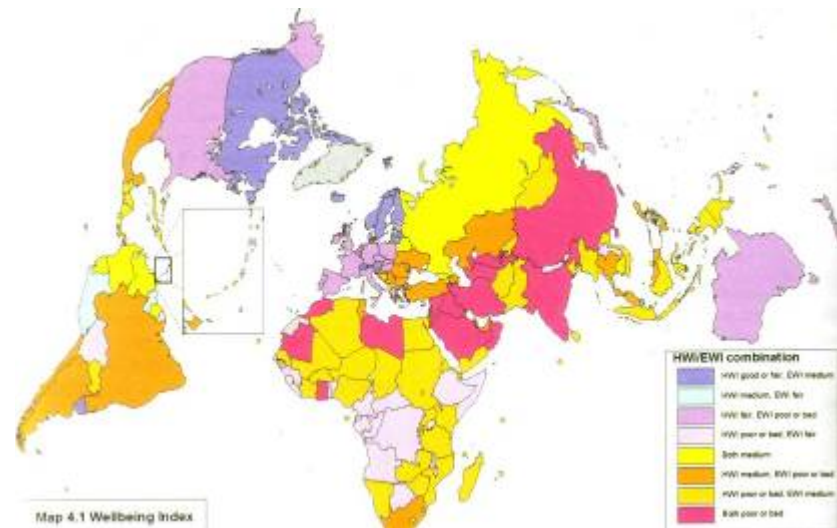 HWI/EWI combination
HWI good or fair, EWI medium
HWI medium, EWI fair
HWI fair, EWI poor or bad
HWI poor or bad, EWI fair
Both medium
HWI medium, EWI poor or bad
HWI poor or bad, EWI medium
Both poor or bad
Map 4.1 Wellbeing Index